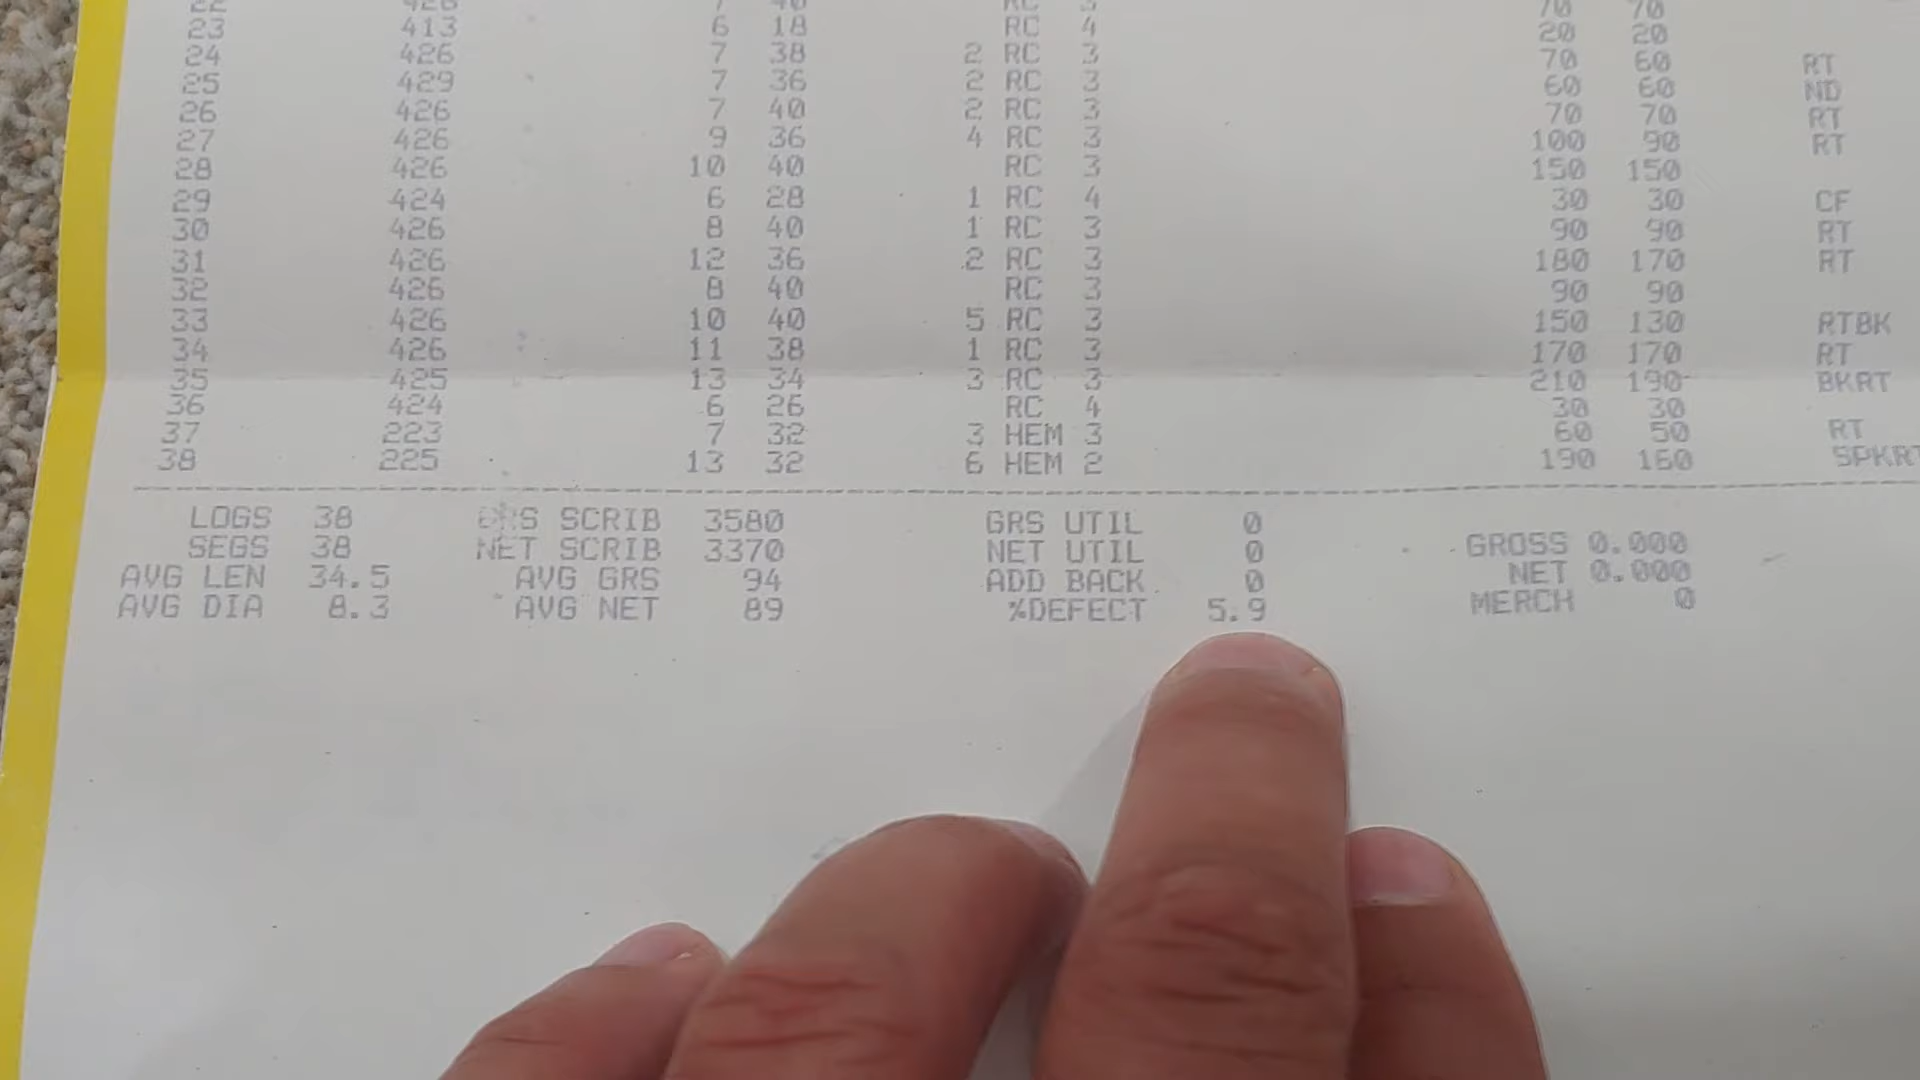 22 426 7 40 RC 3 70 70
23 413 6 18 RC 4 20 20
24 426 7 38 2 RC 3 70 60 RT
25 429 7 36 2 RC 3 60 60 ND
26 426 7 40 2 RC 3 70 70 RT
27 426 9 36 4 RC 3 100 90 RT
28 426 10 40 RC 3 150 150
29 424 6 28 1 RC 4 30 30 CF
30 426 8 40 1 RC 3 90 90 RT
31 426 12 36 2 RC 3 180 170 RT
32 426 8 40 RC 3 90 90
33 426 10 40 5 RC 3 150 130 RTBK
34 426 11 38 1 RC 3 170 170 RT
35 425 13 34 3 RC 3 210 190 BKRT
36 424 6 26 RC 4 30 30
37 223 7 32 3 HEM 3 60 50 RT
38 225 13 32 6 HEM 2 190 160 SPKRT
LOGS 38 GRS SCRIB 3580 GRS UTIL 0 GROSS 0.000
SEGS 38 NET SCRIB 3370 NET UTIL 0 NET 0.000
AVG LEN 34.5 AVG GRS 94 ADD BACK 0 MERCH 0
AVG DIA 8.3 AVG NET 89 %DEFECT 5.9